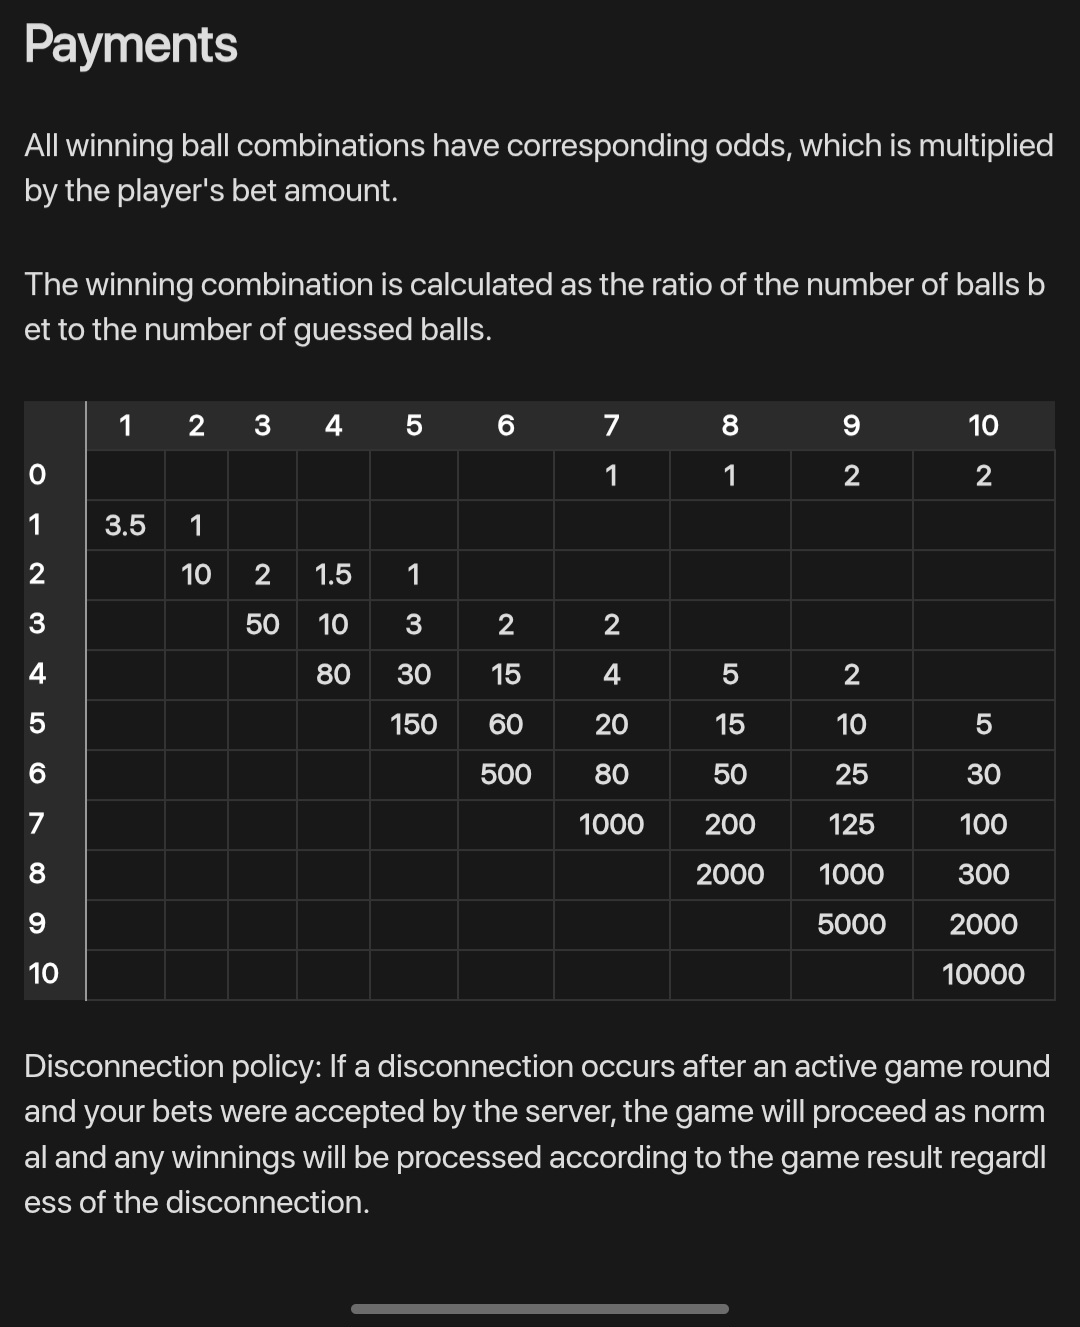 Payments
All winning ball combinations have corresponding odds, which is multiplied
by the player's bet amount.
The winning combination is calculated as the ratio of the number of balls b
et to the number of guessed balls.
1 2 3 4 5 6 7 8 9 10
0 1 1 2 2
1 3.5 1
2 10 2 1.5 1
3 50 10 3 2 2
4 80 30 15 4 5 2
5 150 60 20 15 10 5
6 500 80 50 25 30
7 1000 200 125 100
8 2000 1000 300
9 5000 2000
10 10000
Disconnection policy: If a disconnection occurs after an active game round
and your bets were accepted by the server, the game will proceed as norm
al and any winnings will be processed according to the game result regardl
ess of the disconnection.